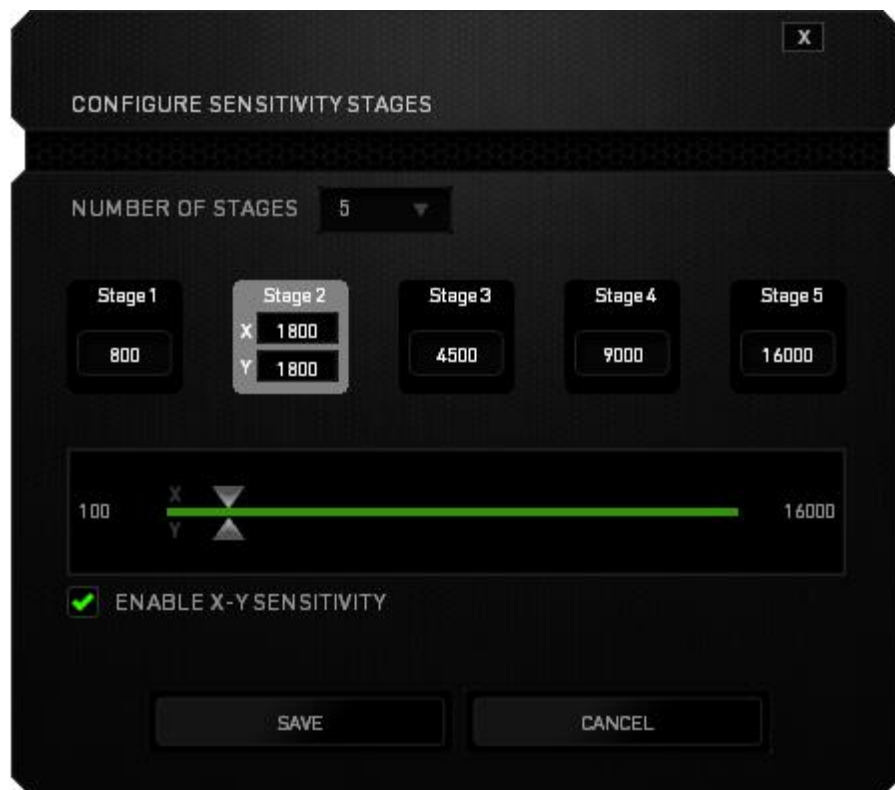 X
CONFIGURE SENSITIVITY STAGES
NUMBER OF STAGES 5
Stage 1 Stage 2 Stage 3 Stage 4 Stage 5
X 1800
800 4500 9000 16000
Y 1800
X
100 16000
Y
ENABLE X-Y SENSITIVITY
SAVE CANCEL